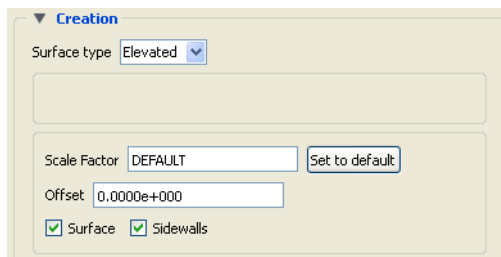 Creation
Surface type Elevated
Scale Factor DEFAULT Set to default
Offset 0.0000e+000
Surface Sidewalls